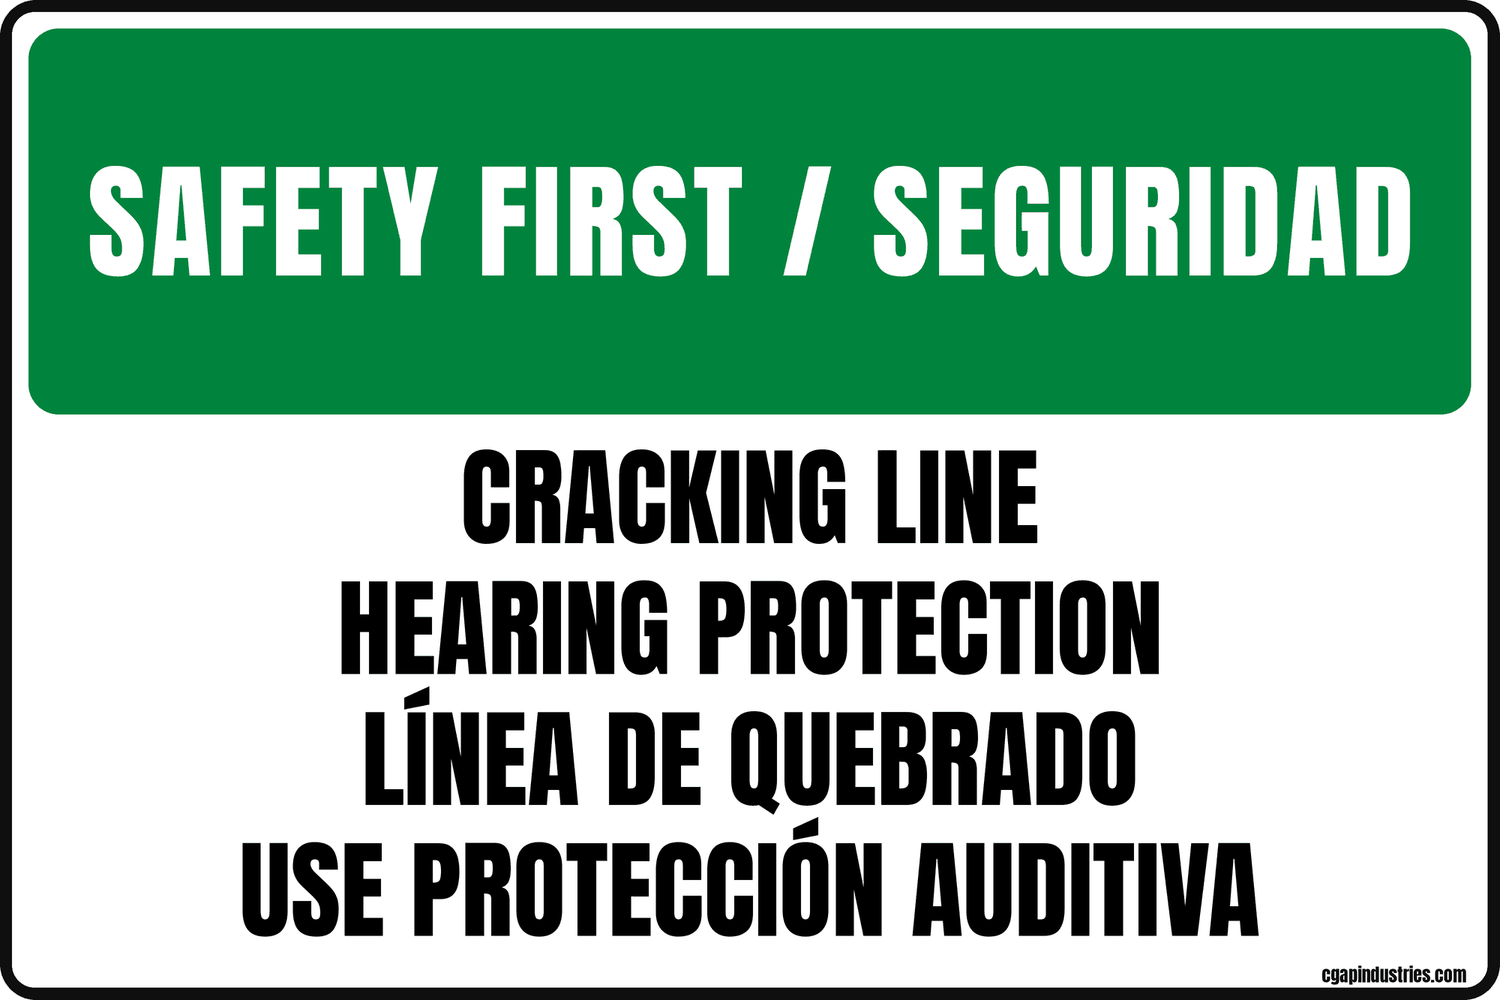 SAFETY FIRST / SEGURIDAD
CRACKING LINE
HEARING PROTECTION
LÍNEA DE QUEBRADO
USE PROTECCIÓN AUDITIVA
cgapindustries.com